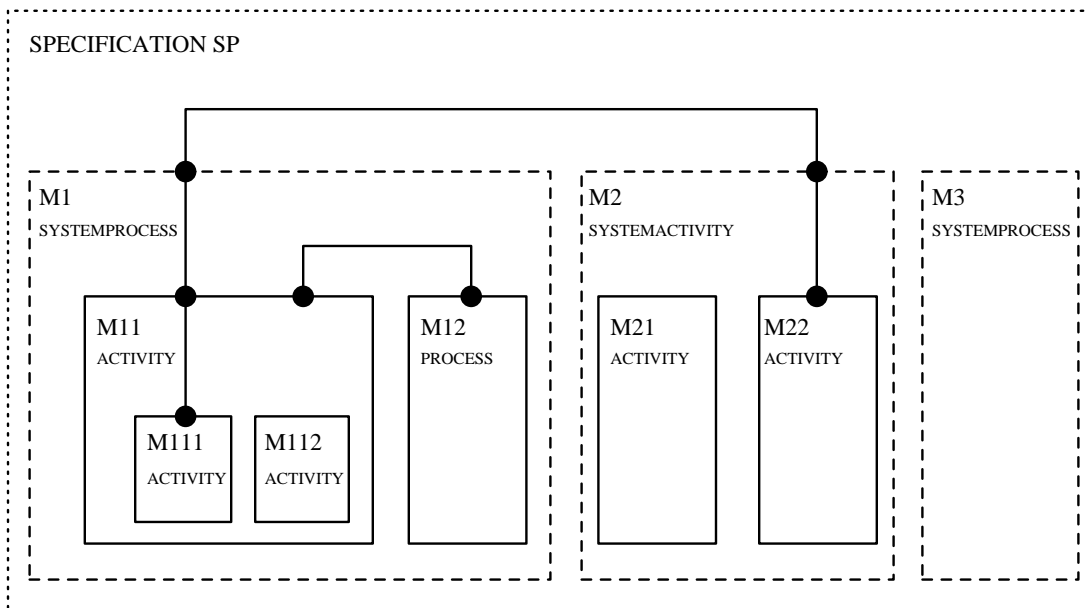 SPECIFICATION SP
M1
SYSTEMPROCESS
M2
SYSTEMACTIVITY
M3
SYSTEMPROCESS
M11
ACTIVITY
M12
PROCESS
M21
ACTIVITY
M22
ACTIVITY
M111
ACTIVITY
M112
ACTIVITY